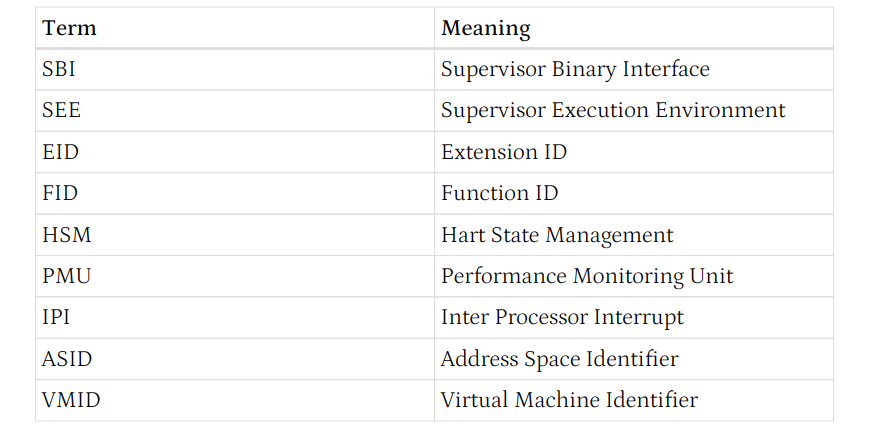 Term Meaning
SBI Supervisor Binary Interface
SEE Supervisor Execution Environment
EID Extension ID
FID Function ID
HSM Hart State Management
PMU Performance Monitoring Unit
IPI Inter Processor Interrupt
ASID Address Space Identifier
VMID Virtual Machine Identifier